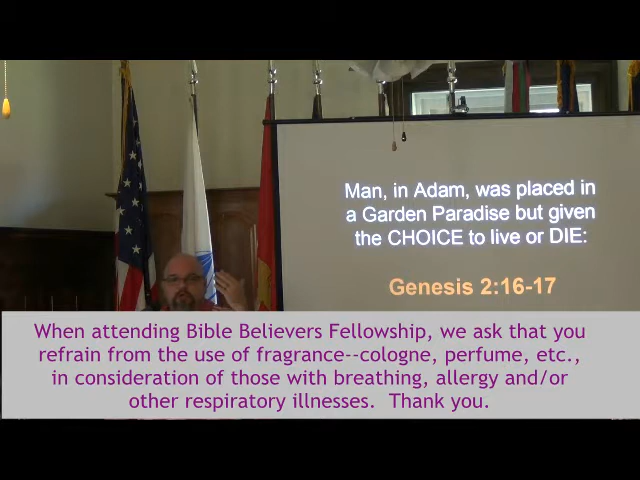 Man, in Adam, was placed in
a Garden Paradise but given
the CHOICE to live or DIE:
Genesis 2:16-17
When attending Bible Believers Fellowship, we ask that you
refrain from the use of fragrance--cologne, perfume, etc.,
in consideration of those with breathing, allergy and/or
other respiratory illnesses.  Thank you.